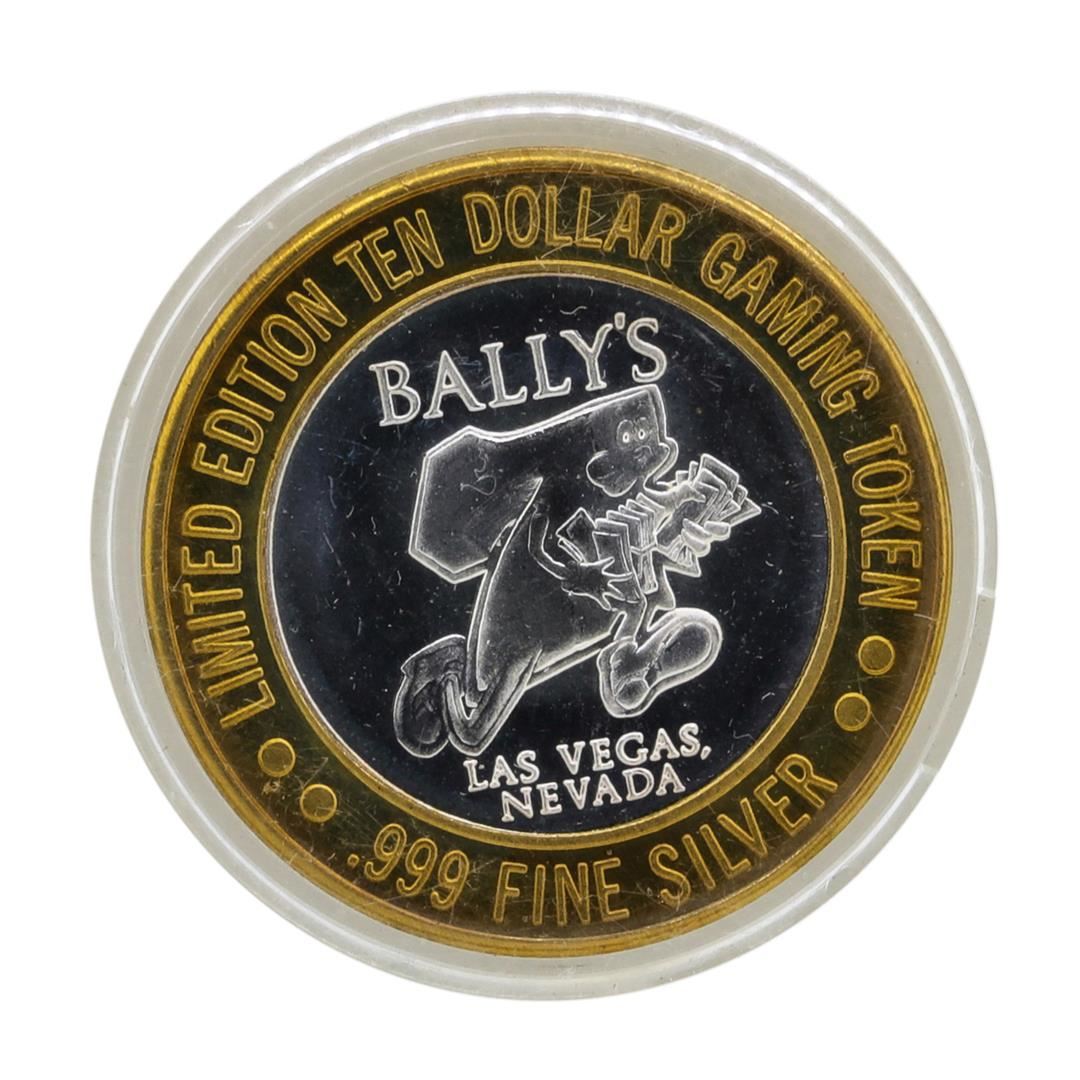 LIMITED EDITION TEN DOLLAR GAMING TOKEN
BALLY'S
LAS VEGAS,
NEVADA
.999 FINE SILVER